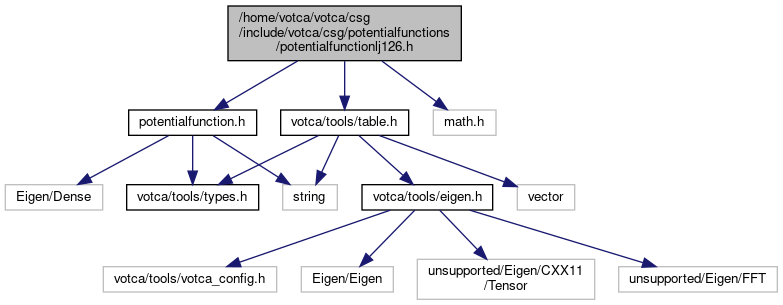 /home/votca/votca/csg
/include/votca/csg/potentialfunctions
/potentialfunctionlj126.h
potentialfunction.h
votca/tools/table.h
math.h
Eigen/Dense
votca/tools/types.h
string
votca/tools/eigen.h
vector
votca/tools/votca_config.h
Eigen/Eigen
unsupported/Eigen/CXX11
/Tensor
unsupported/Eigen/FFT